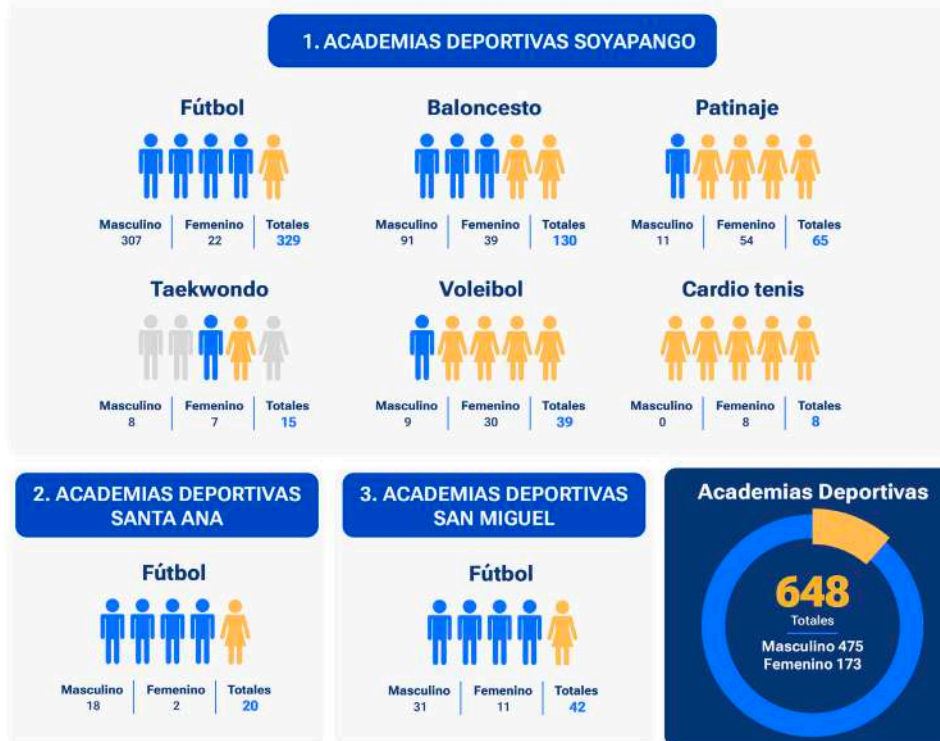 1. ACADEMIAS DEPORTIVAS SOYAPANGO
Fútbol
Masculino Femenino Totales
307 22 329
Baloncesto
Masculino Femenino Totales
91 39 130
Patinaje
Masculino Femenino Totales
11 54 65
Taekwondo
Masculino Femenino Totales
8 7 15
Voleibol
Masculino Femenino Totales
9 30 39
Cardio tenis
Masculino Femenino Totales
0 8 8
2. ACADEMIAS DEPORTIVAS
SANTA ANA
Fútbol
Masculino Femenino Totales
18 2 20
3. ACADEMIAS DEPORTIVAS
SAN MIGUEL
Fútbol
Masculino Femenino Totales
31 11 42
Academias Deportivas
648
Totales
Masculino 475
Femenino 173